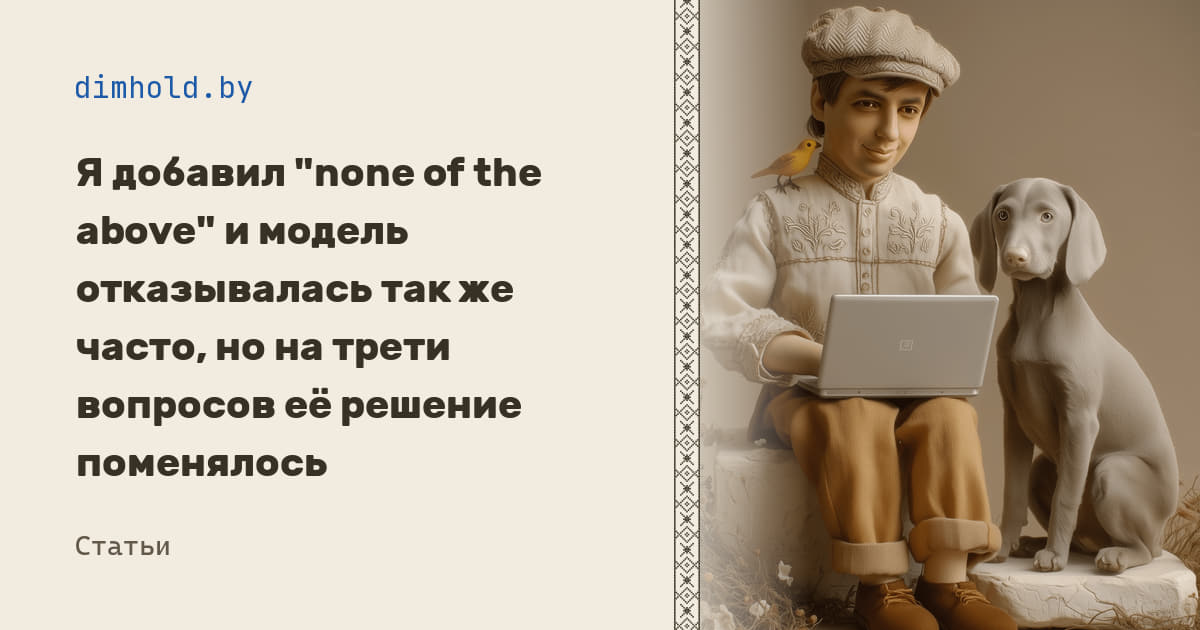 dimhold.by
Я добавил "none of the
above" и модель
отказывалась так же
часто, но на трети
вопросов её решение
поменялось
Статьи